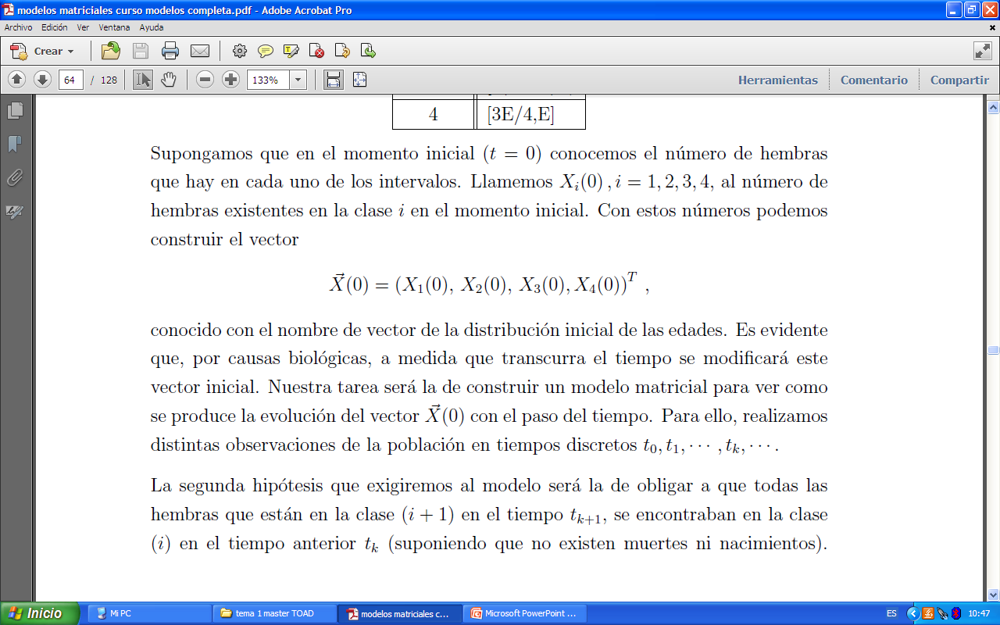 modelos matriciales curso modelos completa.pdf - Adobe Acrobat Pro
Archivo Edición Ver Ventana Ayuda
Crear
64 / 128 133% Herramientas Comentario Compartir
4 [3E/4,E]
Supongamos que en el momento inicial (t = 0) conocemos el número de hembras
que hay en cada uno de los intervalos. Llamemos X_i(0) , i = 1, 2, 3, 4, al número de
hembras existentes en la clase i en el momento inicial. Con estos números podemos
construir el vector
X⃗(0) = (X₁(0), X₂(0), X₃(0), X₄(0))ᵀ ,
conocido con el nombre de vector de la distribución inicial de las edades. Es evidente
que, por causas biológicas, a medida que transcurra el tiempo se modificará este
vector inicial. Nuestra tarea será la de construir un modelo matricial para ver como
se produce la evolución del vector X⃗(0) con el paso del tiempo. Para ello, realizamos
distintas observaciones de la población en tiempos discretos t₀, t₁, ⋯ , t_k, ⋯ .
La segunda hipótesis que exigiremos al modelo será la de obligar a que todas las
hembras que están en la clase (i + 1) en el tiempo t_{k+1}, se encontraban en la clase
(i) en el tiempo anterior t_k (suponiendo que no existen muertes ni nacimientos).
Inicio Mi PC tema 1 master TOAD modelos matriciales c... Microsoft PowerPoint ... ES 10:47